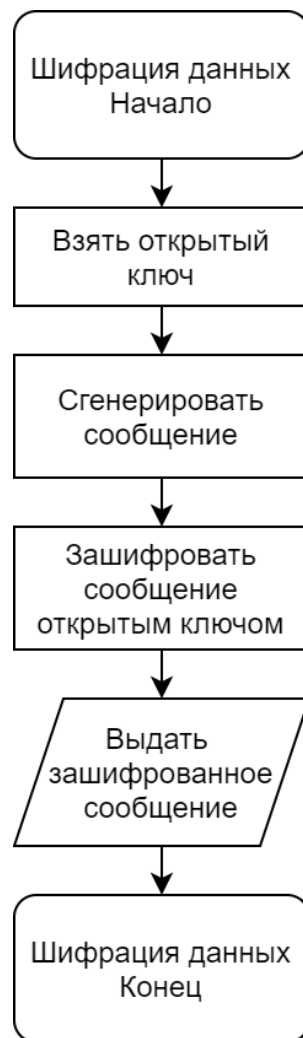 Шифрация данных
Начало
Взять открытый
ключ
Сгенерировать
сообщение
Зашифровать
сообщение
открытым ключом
Выдать
зашифрованное
сообщение
Шифрация данных
Конец